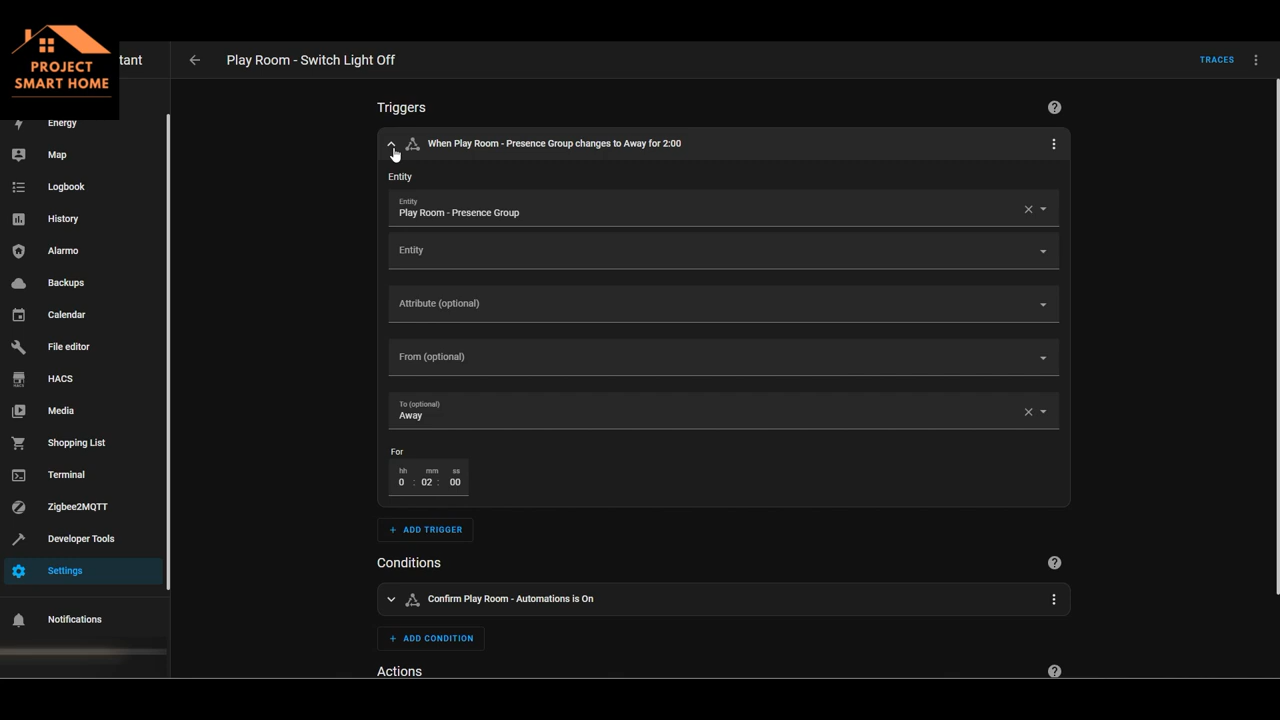 PROJECT
SMART HOME
tant
Play Room - Switch Light Off
TRACES
Energy
Map
Logbook
History
Alarmo
Backups
Calendar
File editor
HACS
HACS
Media
Shopping List
Terminal
Zigbee2MQTT
Developer Tools
Settings
Notifications
Triggers
When Play Room - Presence Group changes to Away for 2:00
Entity
Entity
Play Room - Presence Group
Entity
Attribute (optional)
From (optional)
To (optional)
Away
For
hh mm ss
0 : 02 : 00
+ ADD TRIGGER
Conditions
Confirm Play Room - Automations is On
+ ADD CONDITION
Actions